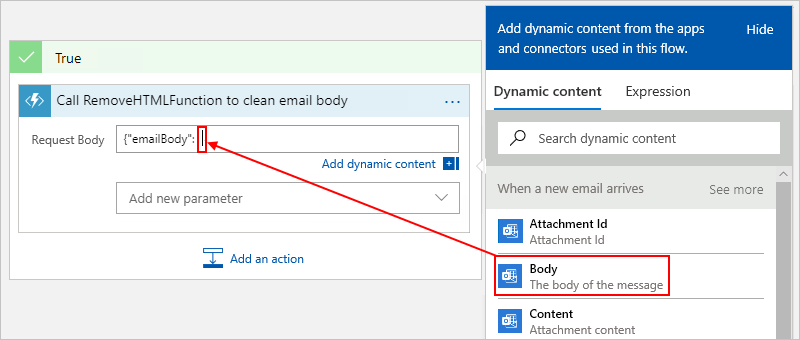 True
Call RemoveHTMLFunction to clean email body
...
Request Body
{"emailBody":
Add dynamic content
Add new parameter
Add an action
Add dynamic content from the apps
and connectors used in this flow.
Hide
Dynamic content
Expression
Search dynamic content
When a new email arrives
See more
Attachment Id
Attachment Id
Body
The body of the message
Content
Attachment content